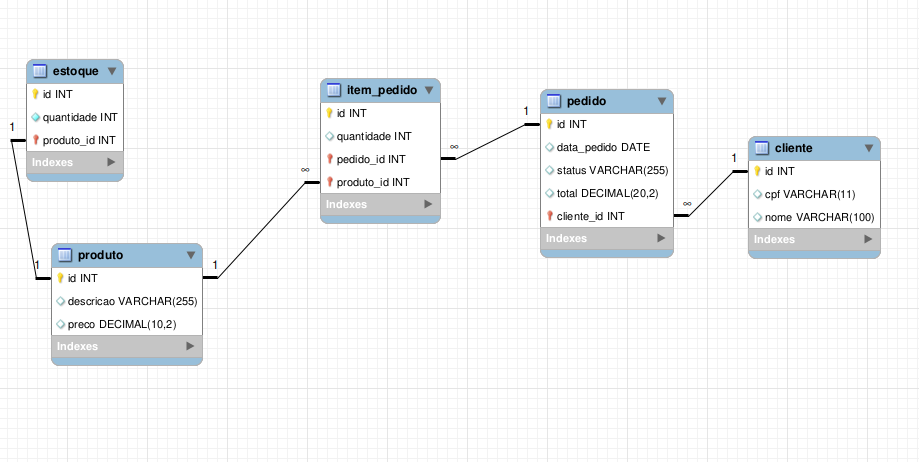 estoque
id INT
quantidade INT
produto_id INT
Indexes
1
1
produto
id INT
descricao VARCHAR(255)
preco DECIMAL(10,2)
Indexes
1
∞
item_pedido
id INT
quantidade INT
pedido_id INT
produto_id INT
Indexes
∞
1
pedido
id INT
data_pedido DATE
status VARCHAR(255)
total DECIMAL(20,2)
cliente_id INT
Indexes
∞
1
cliente
id INT
cpf VARCHAR(11)
nome VARCHAR(100)
Indexes